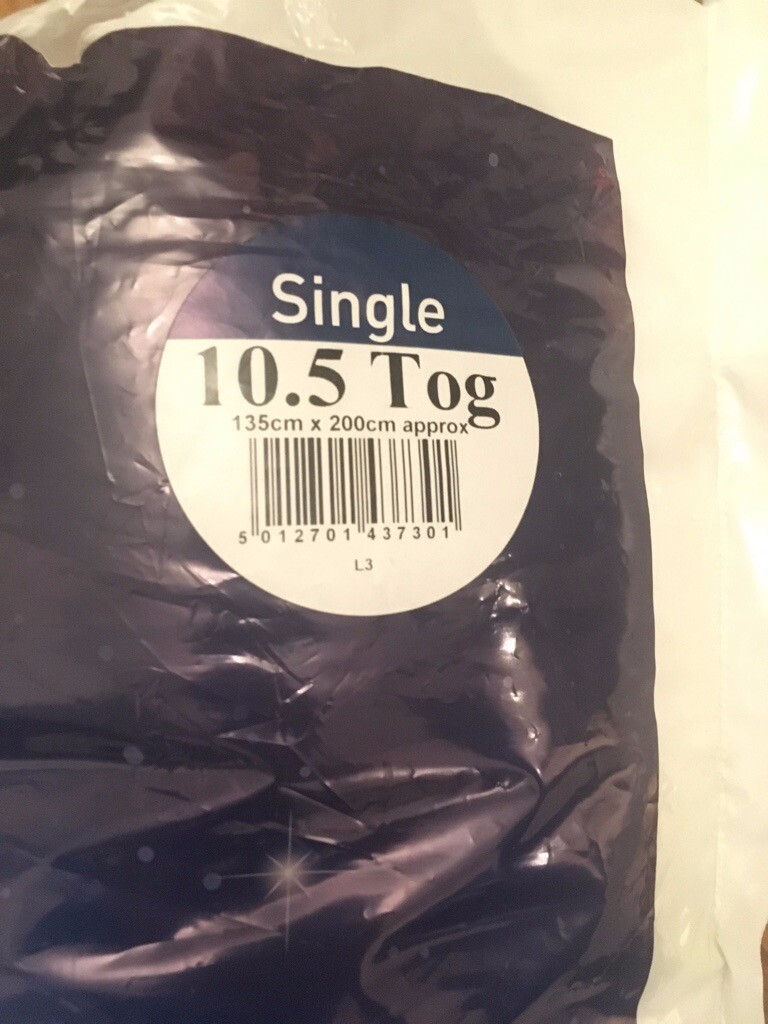 Single
10.5 Tog
135cm x 200cm approx
5 012701 437301
L3